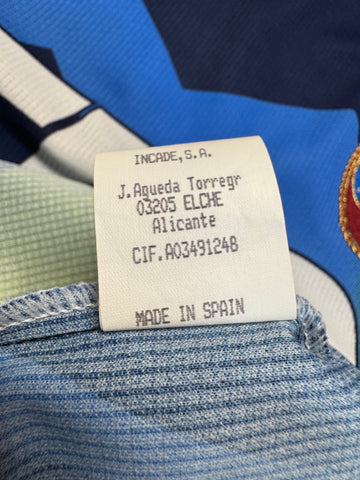 INCADE,S.A.
J.Agueda Torregr
03205 ELCHE
Alicante
CIF.A03491248
MADE IN SPAIN